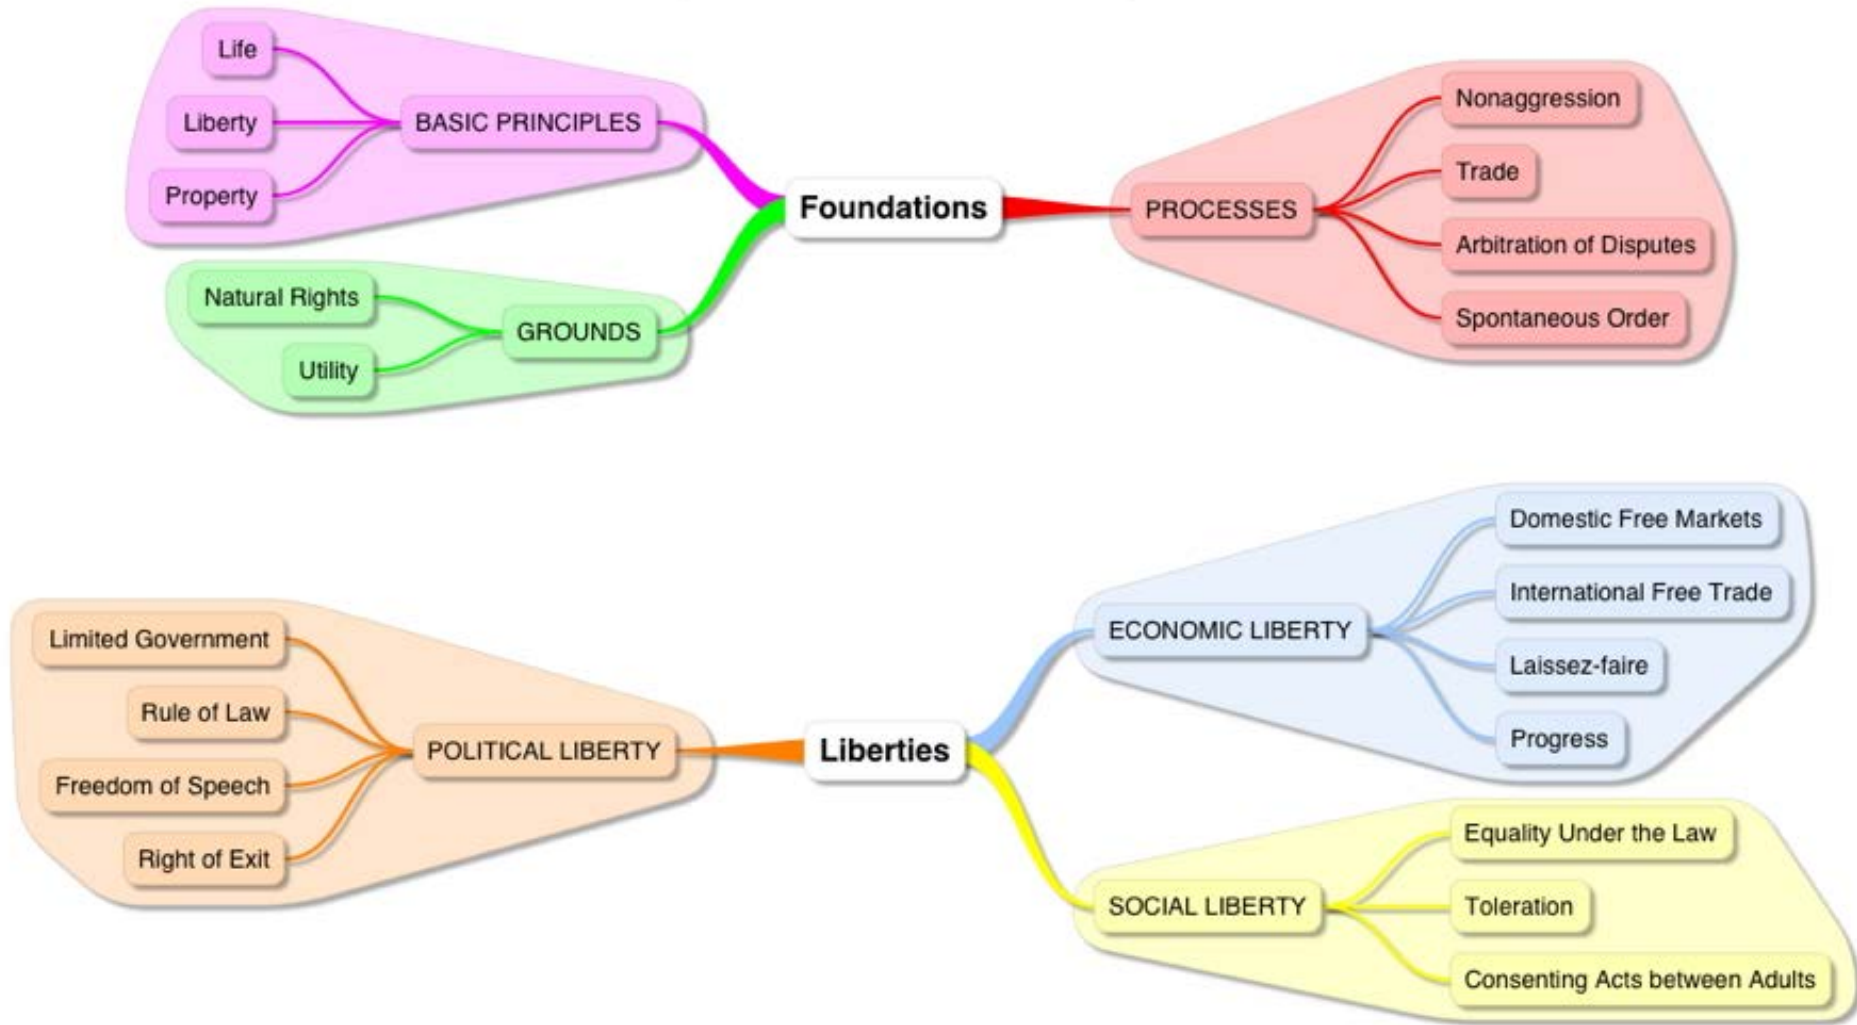 Life
Liberty
Property
BASIC PRINCIPLES
Natural Rights
Utility
GROUNDS
Foundations
PROCESSES
Nonaggression
Trade
Arbitration of Disputes
Spontaneous Order
Limited Government
Rule of Law
Freedom of Speech
Right of Exit
POLITICAL LIBERTY
Liberties
ECONOMIC LIBERTY
Domestic Free Markets
International Free Trade
Laissez-faire
Progress
SOCIAL LIBERTY
Equality Under the Law
Toleration
Consenting Acts between Adults